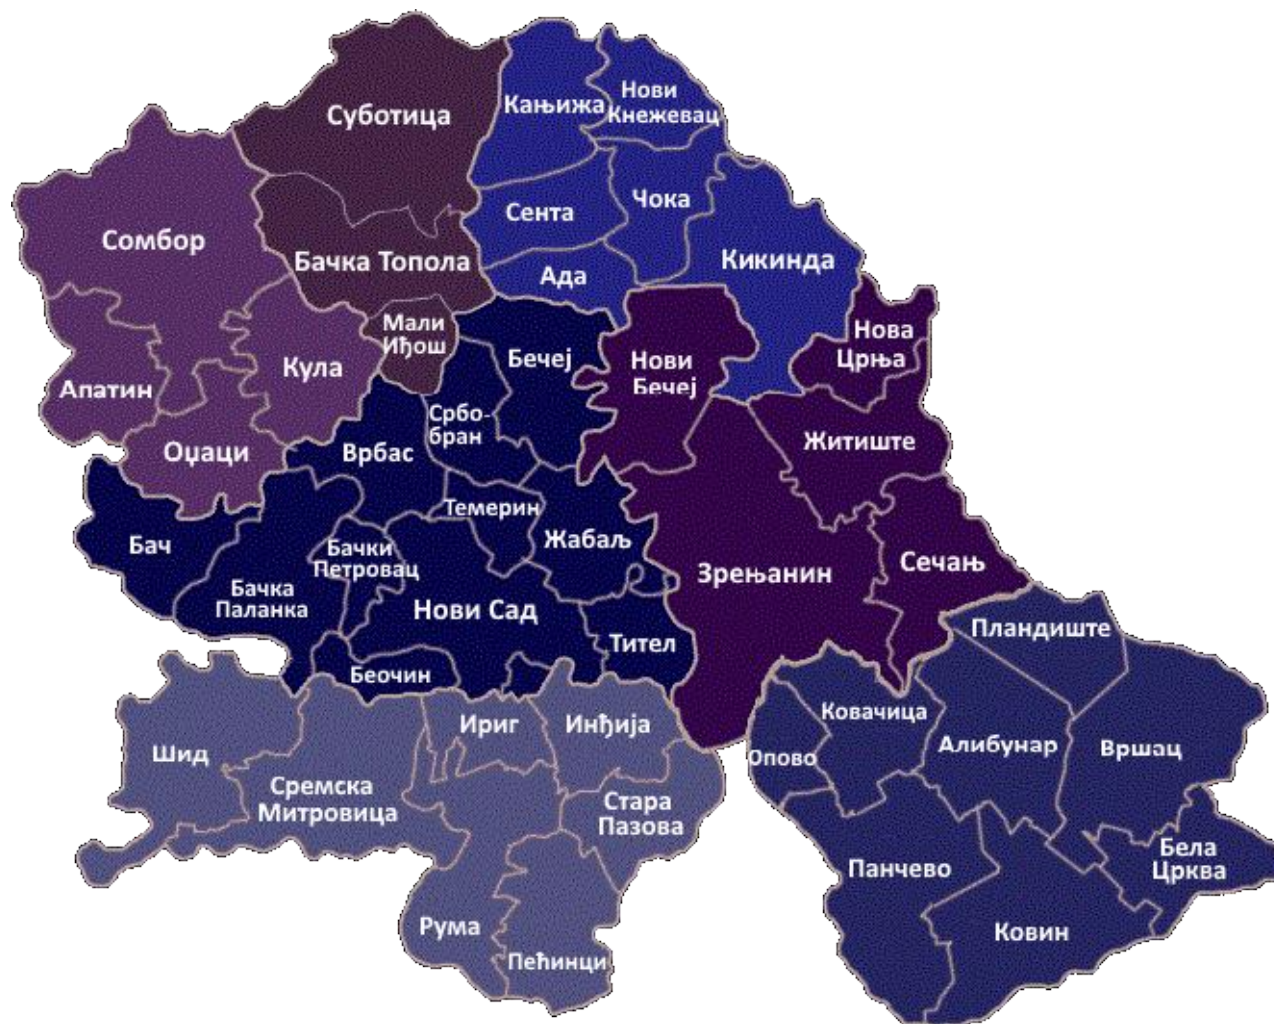 Суботица
Кањижа
Нови
Кнежевац
Сомбор
Бачка Топола
Сента
Чока
Ада
Кикинда
Апатин
Кула
Мали
Иђош
Бечеј
Нови
Бечеј
Нова
Црња
Оџаци
Врбас
Србо-
бран
Житиште
Бач
Бачка
Паланка
Бачки
Петровац
Темерин
Жабаљ
Зрењанин
Сечањ
Нови Сад
Тител
Беочин
Пландиште
Шид
Сремска
Митровица
Ириг
Инђија
Стара
Пазова
Рума
Пећинци
Опово
Ковачица
Алибунар
Вршац
Панчево
Ковин
Бела
Црква